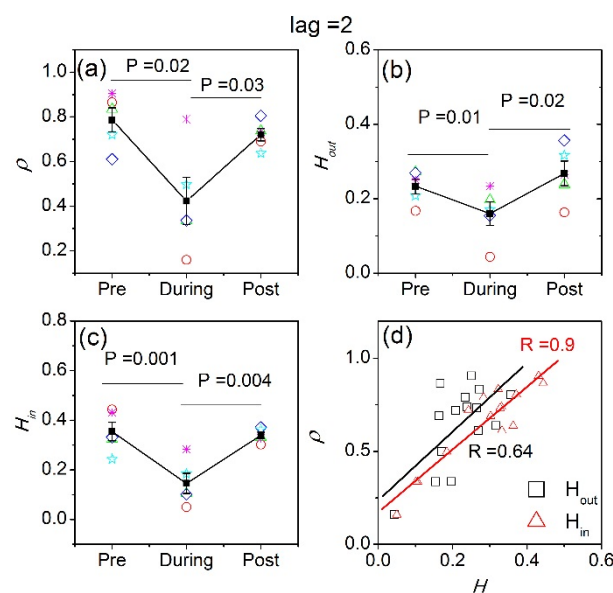 lag =2
(a)
P =0.02
P =0.03
1.0
0.8
0.6
0.4
0.2
ρ
Pre
During
Post
(b)
P =0.01
P =0.02
0.6
0.4
0.2
0.0
H_out
Pre
During
Post
(c)
P =0.001
P =0.004
0.8
0.6
0.4
0.2
0.0
H_in
Pre
During
Post
(d)
R =0.9
R =0.64
1.0
0.5
0.0
ρ
H_out
H_in
0.0
0.2
0.4
0.6
H